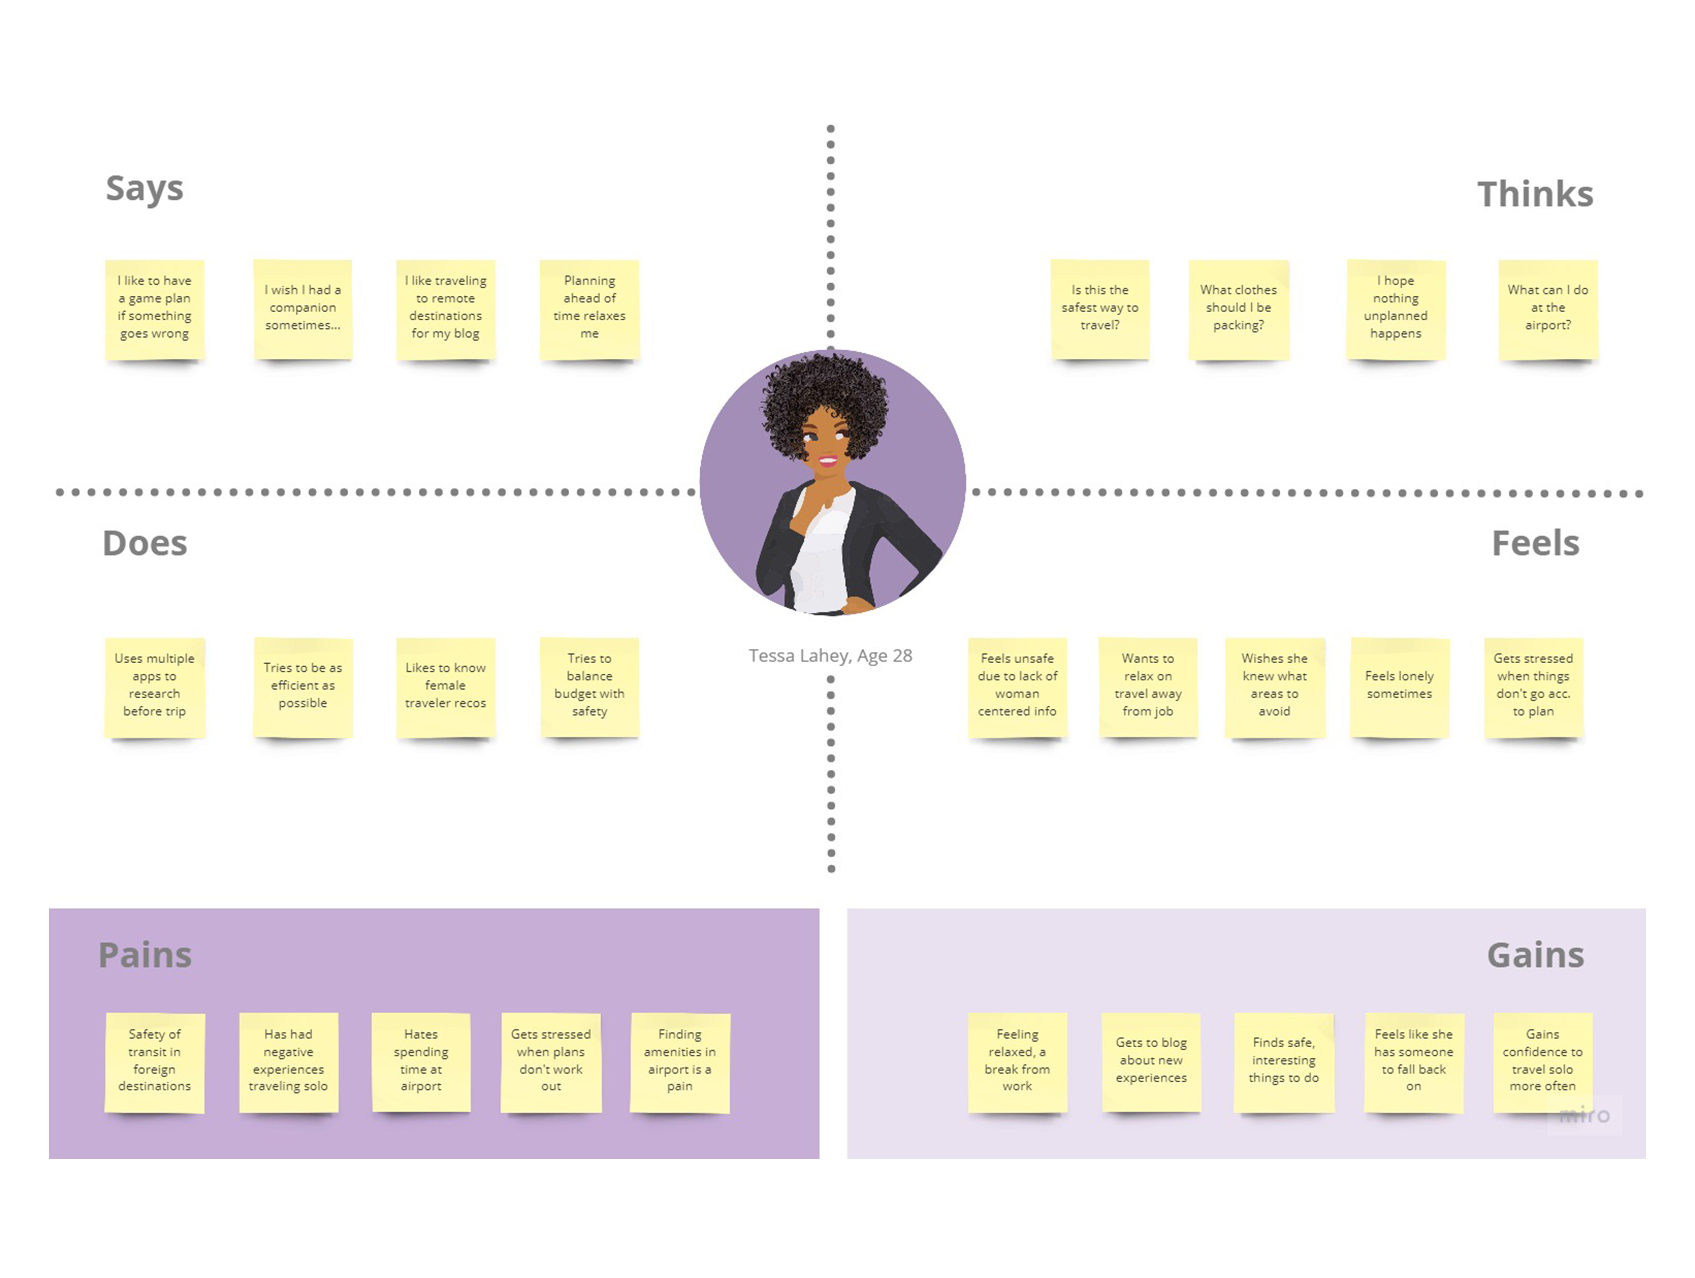 Says
I like to have
a game plan
if something
goes wrong
I wish I had a
companion
sometimes...
I like traveling
to remote
destinations
for my blog
Planning
ahead of
time relaxes
me
Thinks
Is this the
safest way to
travel?
What clothes
should I be
packing?
I hope
nothing
unplanned
happens
What can I do
at the
airport?
Does
Uses multiple
apps to
research
before trip
Tries to be as
efficient as
possible
Likes to know
female
traveler recos
Tries to
balance
budget with
safety
Tessa Lahey, Age 28
Feels
Feels unsafe
due to lack of
woman
centered info
Wants to
relax on
travel away
from job
Wishes she
knew what
areas to
avoid
Feels lonely
sometimes
Gets stressed
when things
don't go acc.
to plan
Pains
Safety of
transit in
foreign
destinations
Has had
negative
experiences
traveling solo
Hates
spending
time at
airport
Gets stressed
when plans
don't work
out
Finding
amenities in
airport is a
pain
Gains
Feeling
relaxed, a
break from
work
Gets to blog
about new
experiences
Finds safe,
interesting
things to do
Feels like she
has someone
to fall back
on
Gains
confidence to
travel solo
more often
miro